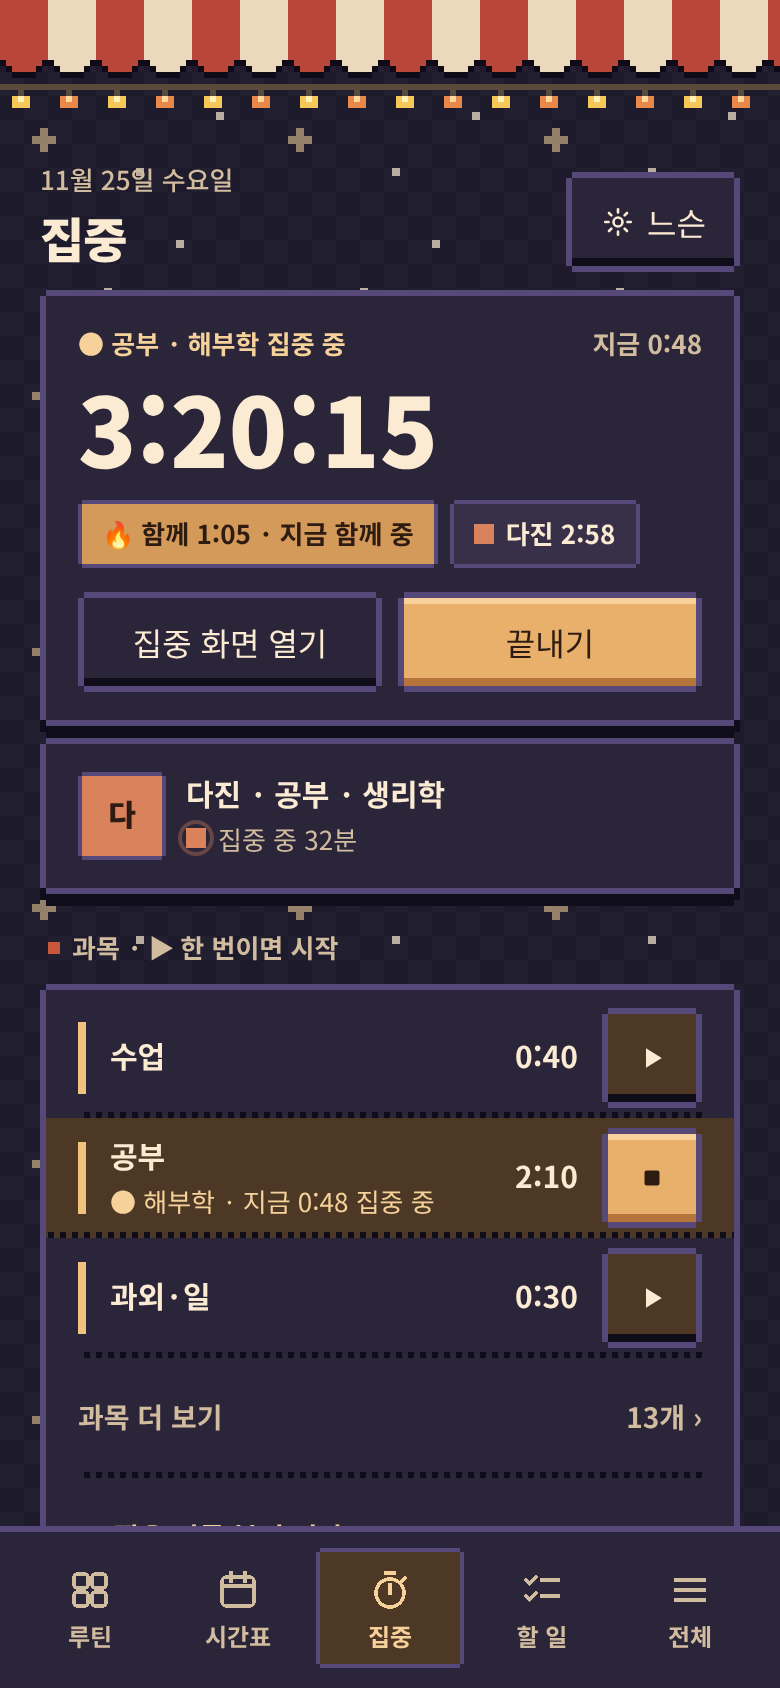 11월 25일 수요일
집중
느슨
공부 · 해부학 집중 중
지금 0:48
3:20:15
함께 1:05 · 지금 함께 중
다진 2:58
집중 화면 열기
끝내기
다
다진 · 공부 · 생리학
집중 중 32분
과목 · ▶ 한 번이면 시작
수업
0:40
공부
해부학 · 지금 0:48 집중 중
2:10
과외·일
0:30
과목 더 보기
13개 ›
루틴
시간표
집중
할 일
전체